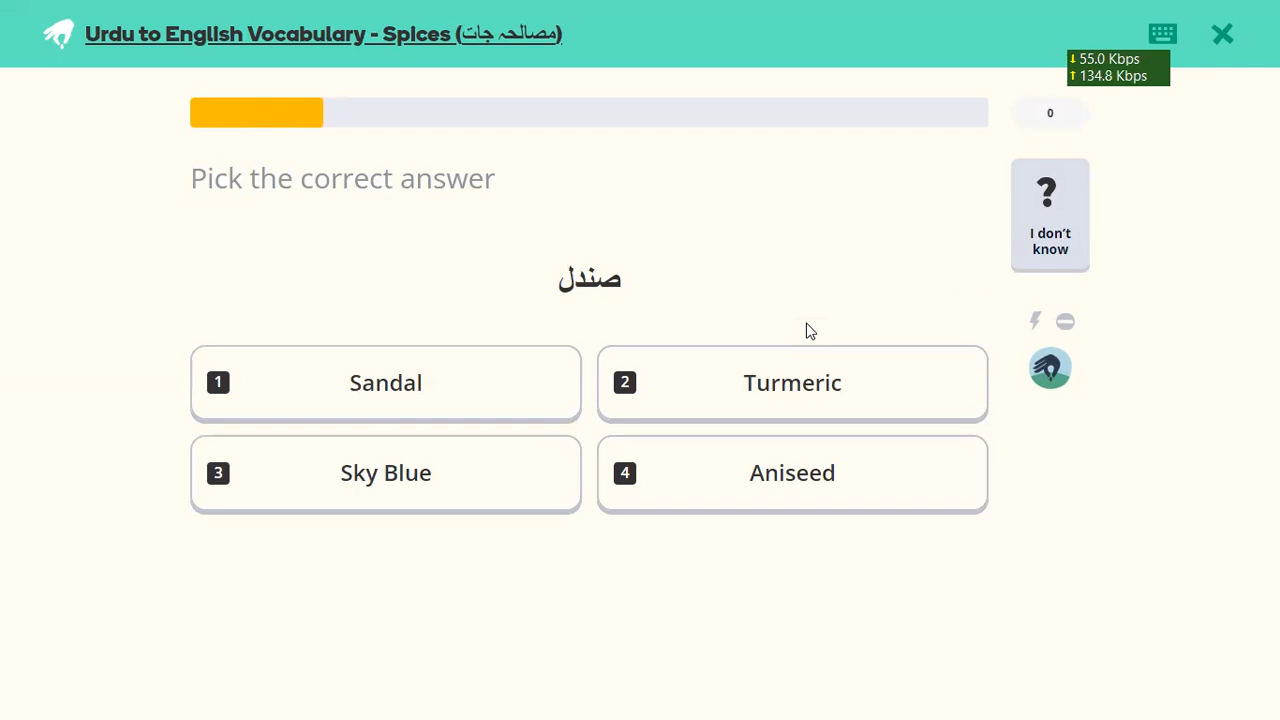 Urdu to English Vocabulary - Spices (مصالحہ جات)
↓ 55.0 Kbps
↑ 134.8 Kbps
0
Pick the correct answer
?
I don't
know
صندل
1 Sandal
2 Turmeric
3 Sky Blue
4 Aniseed